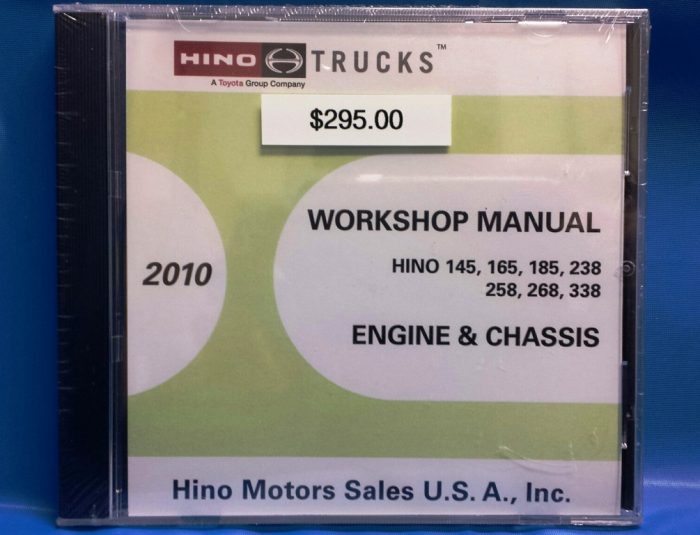 HINO TRUCKS™
A Toyota Group Company
$295.00
WORKSHOP MANUAL
2010
HINO 145, 165, 185, 238
258, 268, 338
ENGINE & CHASSIS
Hino Motors Sales U.S.A., Inc.